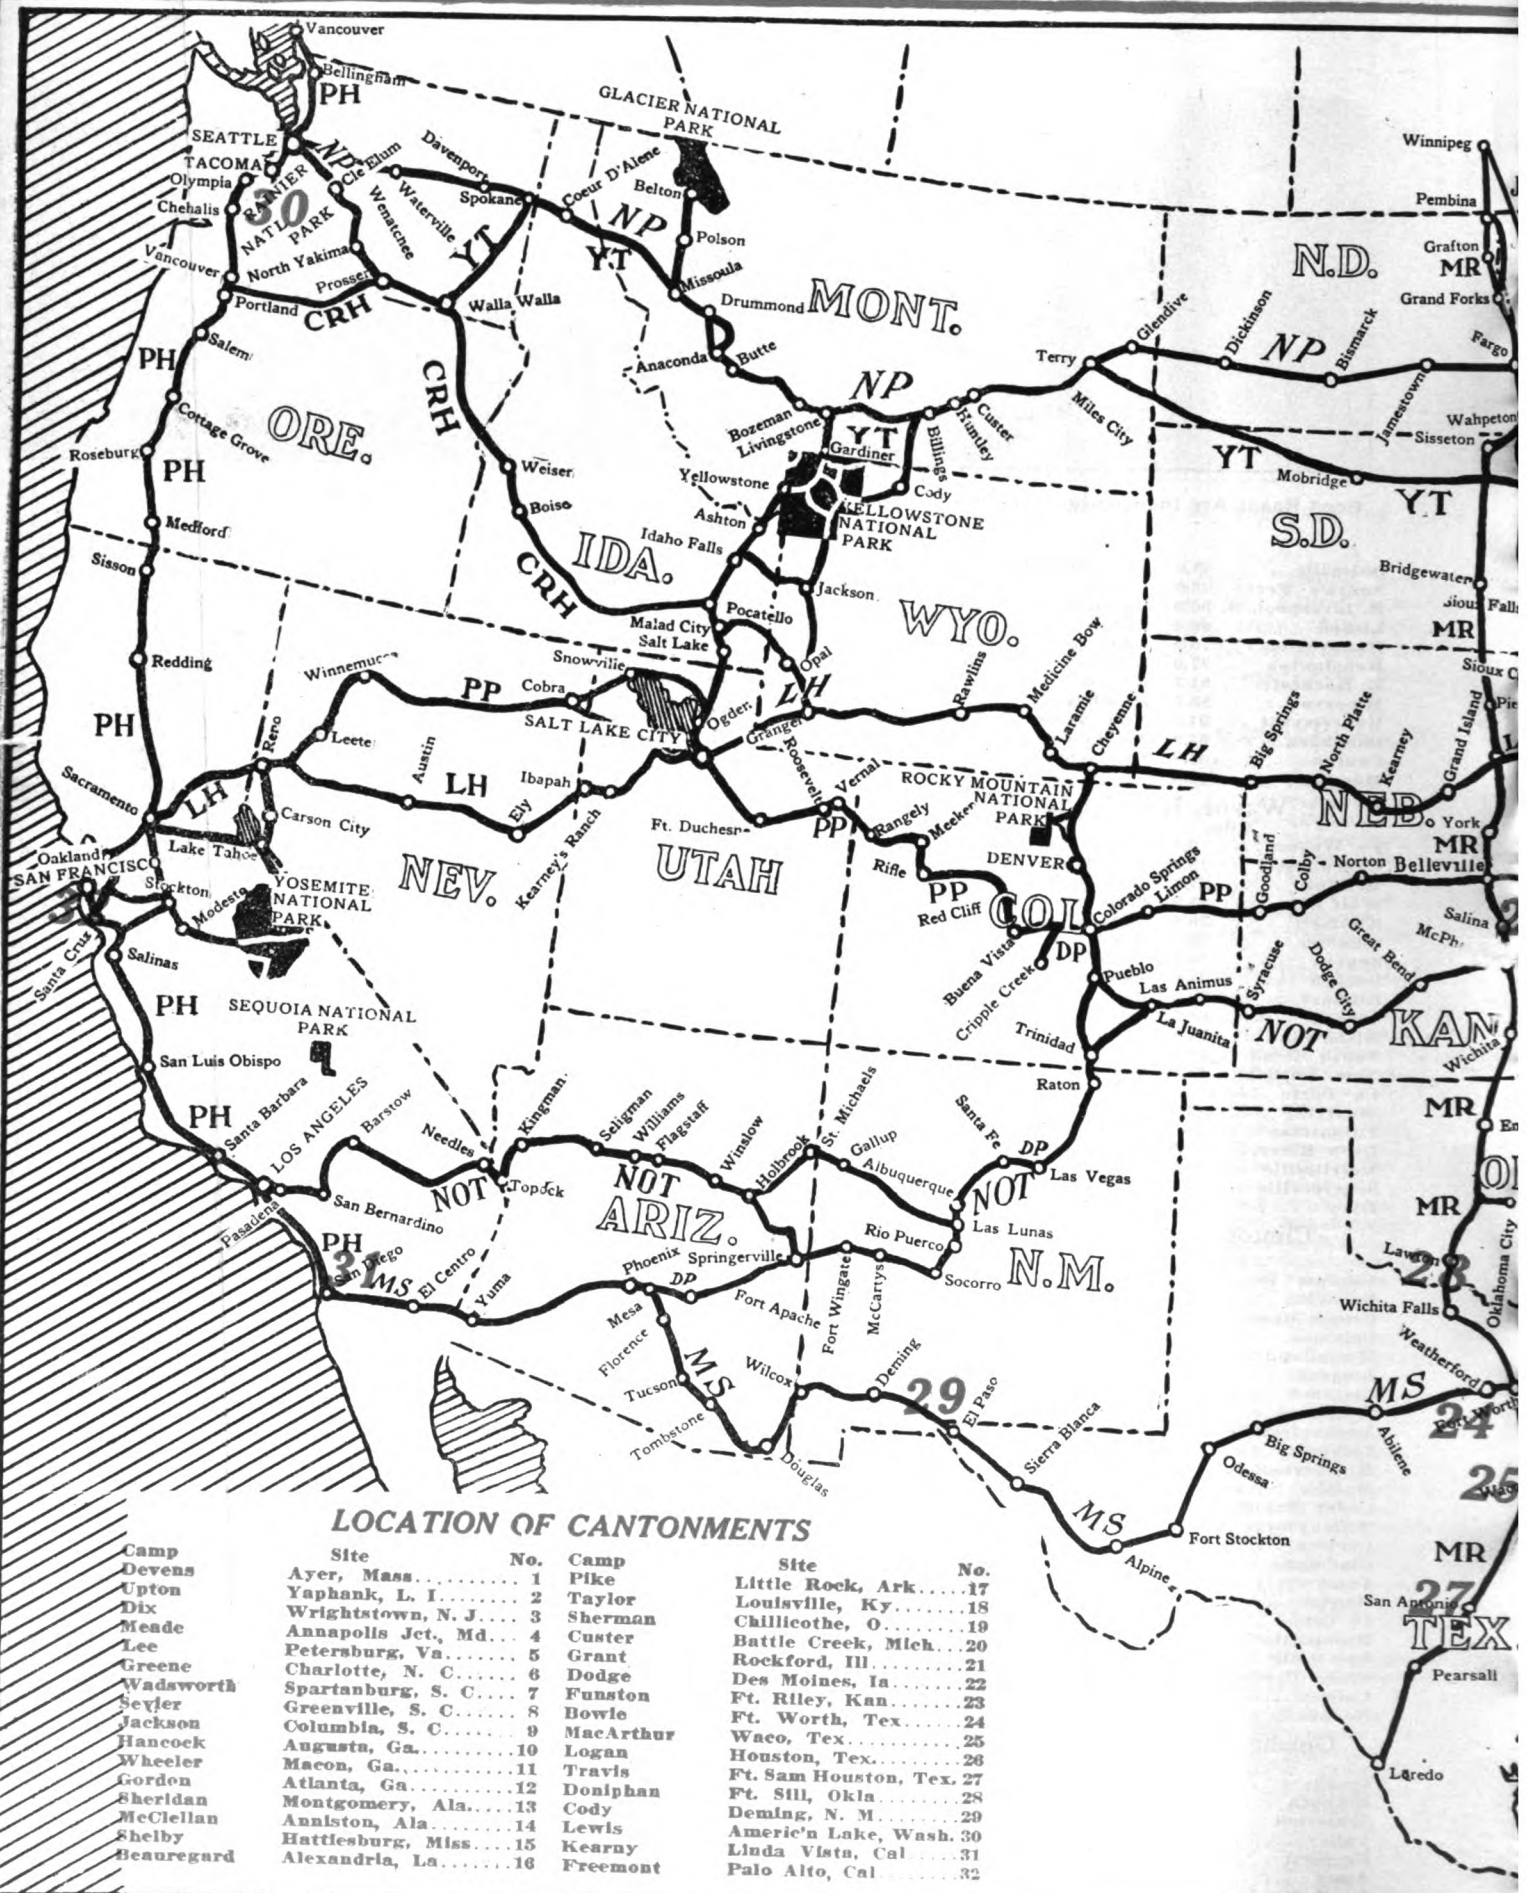 Vancouver
Bellingham
PH
GLACIER NATIONAL
PARK
SEATTLE
NP
TACOMA
Olympia
Chehalis
RAINIER
NAT'L
PARK
30
Cle Elum
Davenport
Waterville
Wenatchee
Spokane
Coeur D'Alene
Belton
NP
YT
YT
Polson
Missoula
Winnipeg
Pembina
Grafton
MR
Grand Forks
Fargo
N.D.
Vancouver
North Yakima
Prosser
Portland
CRH
Walla Walla
Drummond
MONT.
Anaconda
Butte
Terry
Glendive
Dickinson
NP
Bismarck
Jamestown
Wahpeton
Sisseton
Salem
PH
Cottage Grove
Roseburg
PH
ORE.
CRH
NP
Bozeman
Livingstone
YT
Gardiner
Billings
Huntley
Custer
Miles City
YT
Mobridge
YT
Weiser
Boise
Yellowstone
Cody
YELLOWSTONE
NATIONAL
PARK
Ashton
Idaho Falls
Medford
Sisson
IDA.
CRH
S.D.
Bridgewater
Sioux Falls
MR
Jackson
WYO.
Pocatello
Malad City
Salt Lake
Snowville
Redding
Winnemucca
PP
Cobra
SALT LAKE CITY
Ogden
Opal
LH
Granger
Rawlins
Medicine Bow
Laramie
Cheyenne
LH
Big Springs
North Platte
Kearney
Grand Island
NEB.
York
MR
PH
Reno
Leete
Austin
LH
Ely
Ibapah
Kearney's Ranch
Sacramento
LH
Carson City
Lake Tahoe
Ft. Duchesne
Roosevelt
Vernal
PP
Rangely
Meeker
Rifle
PP
Red Cliff
ROCKY MOUNTAIN
NATIONAL
PARK
DENVER
NEV.
UTAH
COL
Colorado Springs
Limon
PP
Goodland
Colby
Norton
Belleville
Salina
Oakland
SAN FRANCISCO
Stockton
Modesto
YOSEMITE
NATIONAL
PARK
Santa Cruz
Salinas
PH
SEQUOIA NATIONAL
PARK
Buena Vista
Cripple Creek
DP
Pueblo
Las Animus
La Juanita
Syracuse
NOT
Dodge City
Great Bend
KAN
Wichita
Trinidad
Raton
San Luis Obispo
PH
Santa Barbara
LOS ANGELES
Barstow
Needles
Kingman
Seligman
Williams
Flagstaff
Winslow
Holbrook
St. Michaels
Gallup
Albuquerque
Santa Fe
DP
Las Vegas
NOT
MR
Pasadena
San Bernardino
NOT
Topock
NOT
ARIZ.
Las Lunas
Rio Puerco
Socorro
N.M.
MR
Lawton
28
Oklahoma City
PH
31
San Diego
MS
El Centro
Yuma
Phoenix
Springerville
DP
Mesa
Fort Apache
Fort Wingate
McCartys
Wichita Falls
Weatherford
Florence
Tucson
MS
Tombstone
Wilcox
Douglas
Deming
29
El Paso
Sierra Blanca
MS
Fort Worth
24
Abilene
Big Springs
Odessa
25
MS
Alpine
Fort Stockton
MR
San Antonio
27
TEX.
Pearsall
Laredo
LOCATION OF CANTONMENTS
Camp Site No. Camp Site No.
Devens Ayer, Mass.......... 1 Pike Little Rock, Ark.....17
Upton Yaphank, L. I........ 2 Taylor Louisville, Ky.......18
Dix Wrightstown, N. J.... 3 Sherman Chillicothe, O.......19
Meade Annapolis Jct., Md... 4 Custer Battle Creek, Mich...20
Lee Petersburg, Va....... 5 Grant Rockford, Ill.........21
Greene Charlotte, N. C...... 6 Dodge Des Moines, Ia.......22
Wadsworth Spartanburg, S. C.... 7 Funston Ft. Riley, Kan.......23
Sevier Greenville, S. C...... 8 Bowie Ft. Worth, Tex......24
Jackson Columbia, S. C....... 9 MacArthur Waco, Tex...........25
Hancock Augusta, Ga..........10 Logan Houston, Tex.........26
Wheeler Macon, Ga...........11 Travis Ft. Sam Houston, Tex. 27
Gordon Atlanta, Ga..........12 Doniphan Ft. Sill, Okla........28
Sheridan Montgomery, Ala.....13 Cody Deming, N. M........29
McClellan Anniston, Ala........14 Lewis Americ'n Lake, Wash. 30
Shelby Hattiesburg, Miss....15 Kearny Linda Vista, Cal.....31
Beauregard Alexandria, La.......16 Freemont Palo Alto, Cal........32